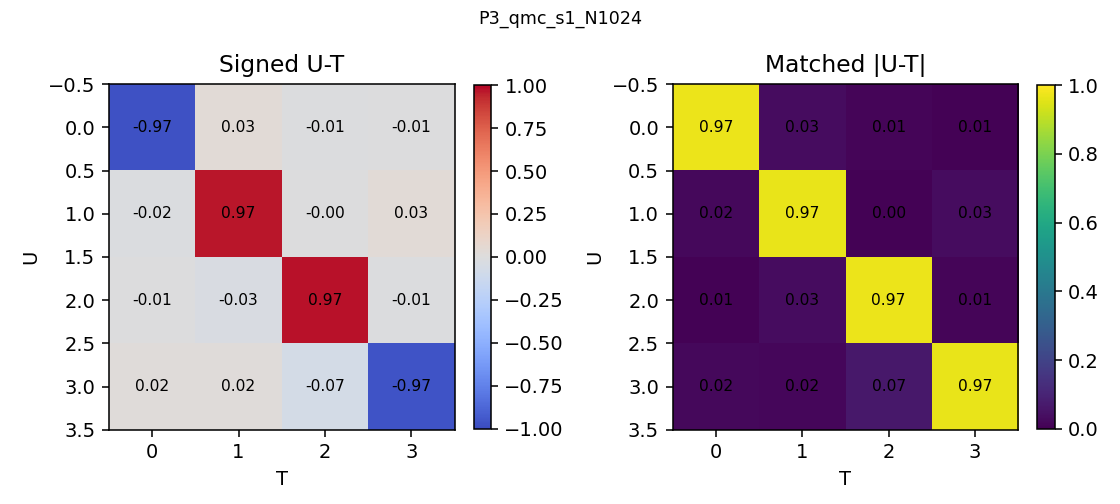 P3_qmc_s1_N1024
Signed U-T
−0.5
0.0
0.5
1.0
1.5
2.0
2.5
3.0
3.5
U
-0.97 0.03 -0.01 -0.01
-0.02 0.97 -0.00 0.03
-0.01 -0.03 0.97 -0.01
0.02 0.02 -0.07 -0.97
0 1 2 3
T
1.00
0.75
0.50
0.25
0.00
−0.25
−0.50
−0.75
−1.00
Matched |U-T|
−0.5
0.0
0.5
1.0
1.5
2.0
2.5
3.0
3.5
U
0.97 0.03 0.01 0.01
0.02 0.97 0.00 0.03
0.01 0.03 0.97 0.01
0.02 0.02 0.07 0.97
0 1 2 3
T
1.0
0.8
0.6
0.4
0.2
0.0